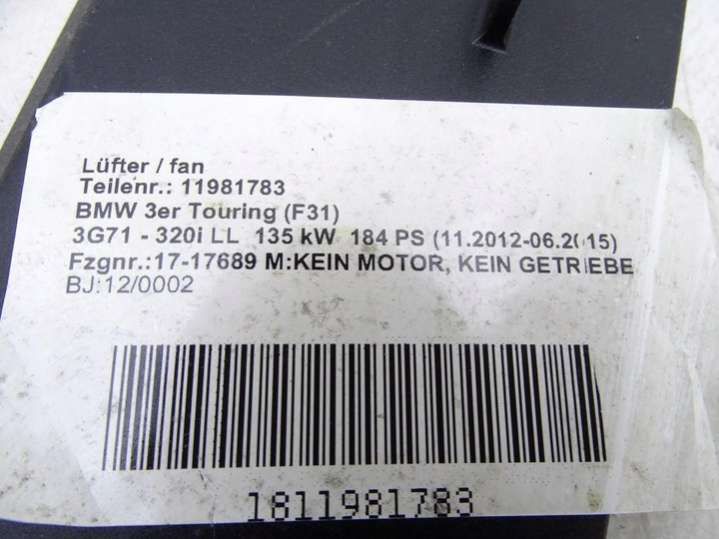 Lüfter / fan
Teilenr.: 11981783
BMW 3er Touring (F31)
3G71 - 320i LL 135 kW 184 PS (11.2012-06.2015)
Fzgnr.:17-17689 M:KEIN MOTOR, KEIN GETRIEBE
BJ:12/0002
1811981783